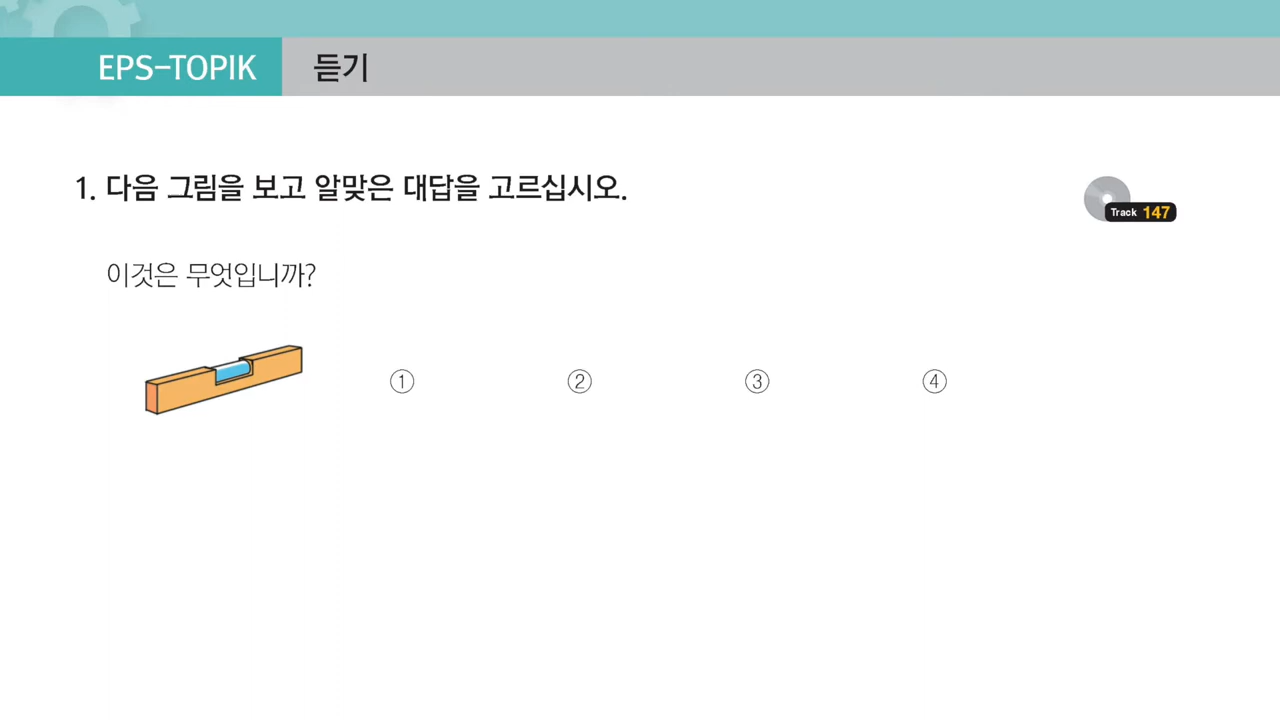 EPS-TOPIK 듣기
1. 다음 그림을 보고 알맞은 대답을 고르십시오.
Track 147
이것은 무엇입니까?
① ② ③ ④